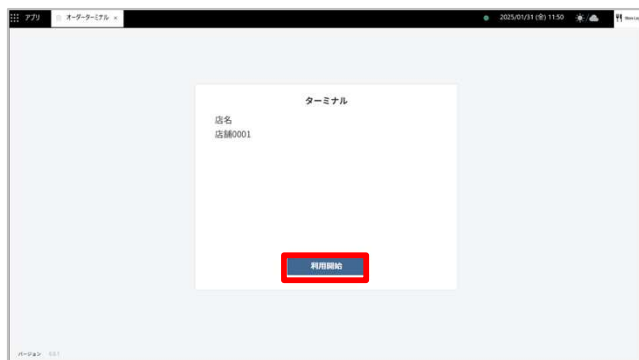 アプリ オーダーターミナル ×
2025/01/31 (金) 11:50
ターミナル
店名
店舗0001
利用開始
バージョン